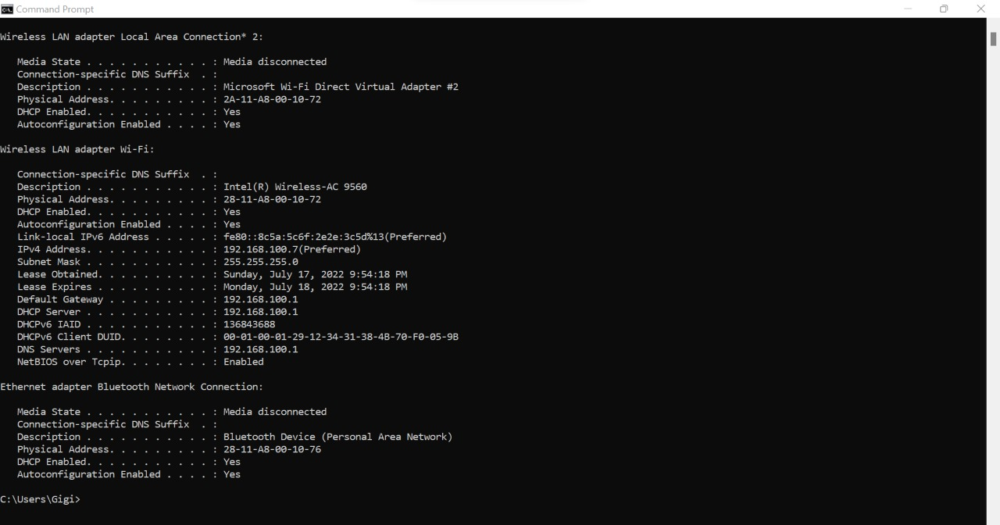 Command Prompt
Wireless LAN adapter Local Area Connection* 2:
   Media State . . . . . . . . . . . : Media disconnected
   Connection-specific DNS Suffix  . :
   Description . . . . . . . . . . . : Microsoft Wi-Fi Direct Virtual Adapter #2
   Physical Address. . . . . . . . . : 2A-11-A8-00-10-72
   DHCP Enabled. . . . . . . . . . . : Yes
   Autoconfiguration Enabled . . . . : Yes
Wireless LAN adapter Wi-Fi:
   Connection-specific DNS Suffix  . :
   Description . . . . . . . . . . . : Intel(R) Wireless-AC 9560
   Physical Address. . . . . . . . . : 28-11-A8-00-10-72
   DHCP Enabled. . . . . . . . . . . : Yes
   Autoconfiguration Enabled . . . . : Yes
   Link-local IPv6 Address . . . . . : fe80::8c5a:5c6f:2e2e:3c5d%13(Preferred)
   IPv4 Address. . . . . . . . . . . : 192.168.100.7(Preferred)
   Subnet Mask . . . . . . . . . . . : 255.255.255.0
   Lease Obtained. . . . . . . . . . : Sunday, July 17, 2022 9:54:18 PM
   Lease Expires . . . . . . . . . . : Monday, July 18, 2022 9:54:18 PM
   Default Gateway . . . . . . . . . : 192.168.100.1
   DHCP Server . . . . . . . . . . . : 192.168.100.1
   DHCPv6 IAID . . . . . . . . . . . : 136843688
   DHCPv6 Client DUID. . . . . . . . : 00-01-00-01-29-12-34-31-38-4B-70-F0-05-9B
   DNS Servers . . . . . . . . . . . : 192.168.100.1
   NetBIOS over Tcpip. . . . . . . . : Enabled
Ethernet adapter Bluetooth Network Connection:
   Media State . . . . . . . . . . . : Media disconnected
   Connection-specific DNS Suffix  . :
   Description . . . . . . . . . . . : Bluetooth Device (Personal Area Network)
   Physical Address. . . . . . . . . : 28-11-A8-00-10-76
   DHCP Enabled. . . . . . . . . . . : Yes
   Autoconfiguration Enabled . . . . : Yes
C:\Users\Gigi>